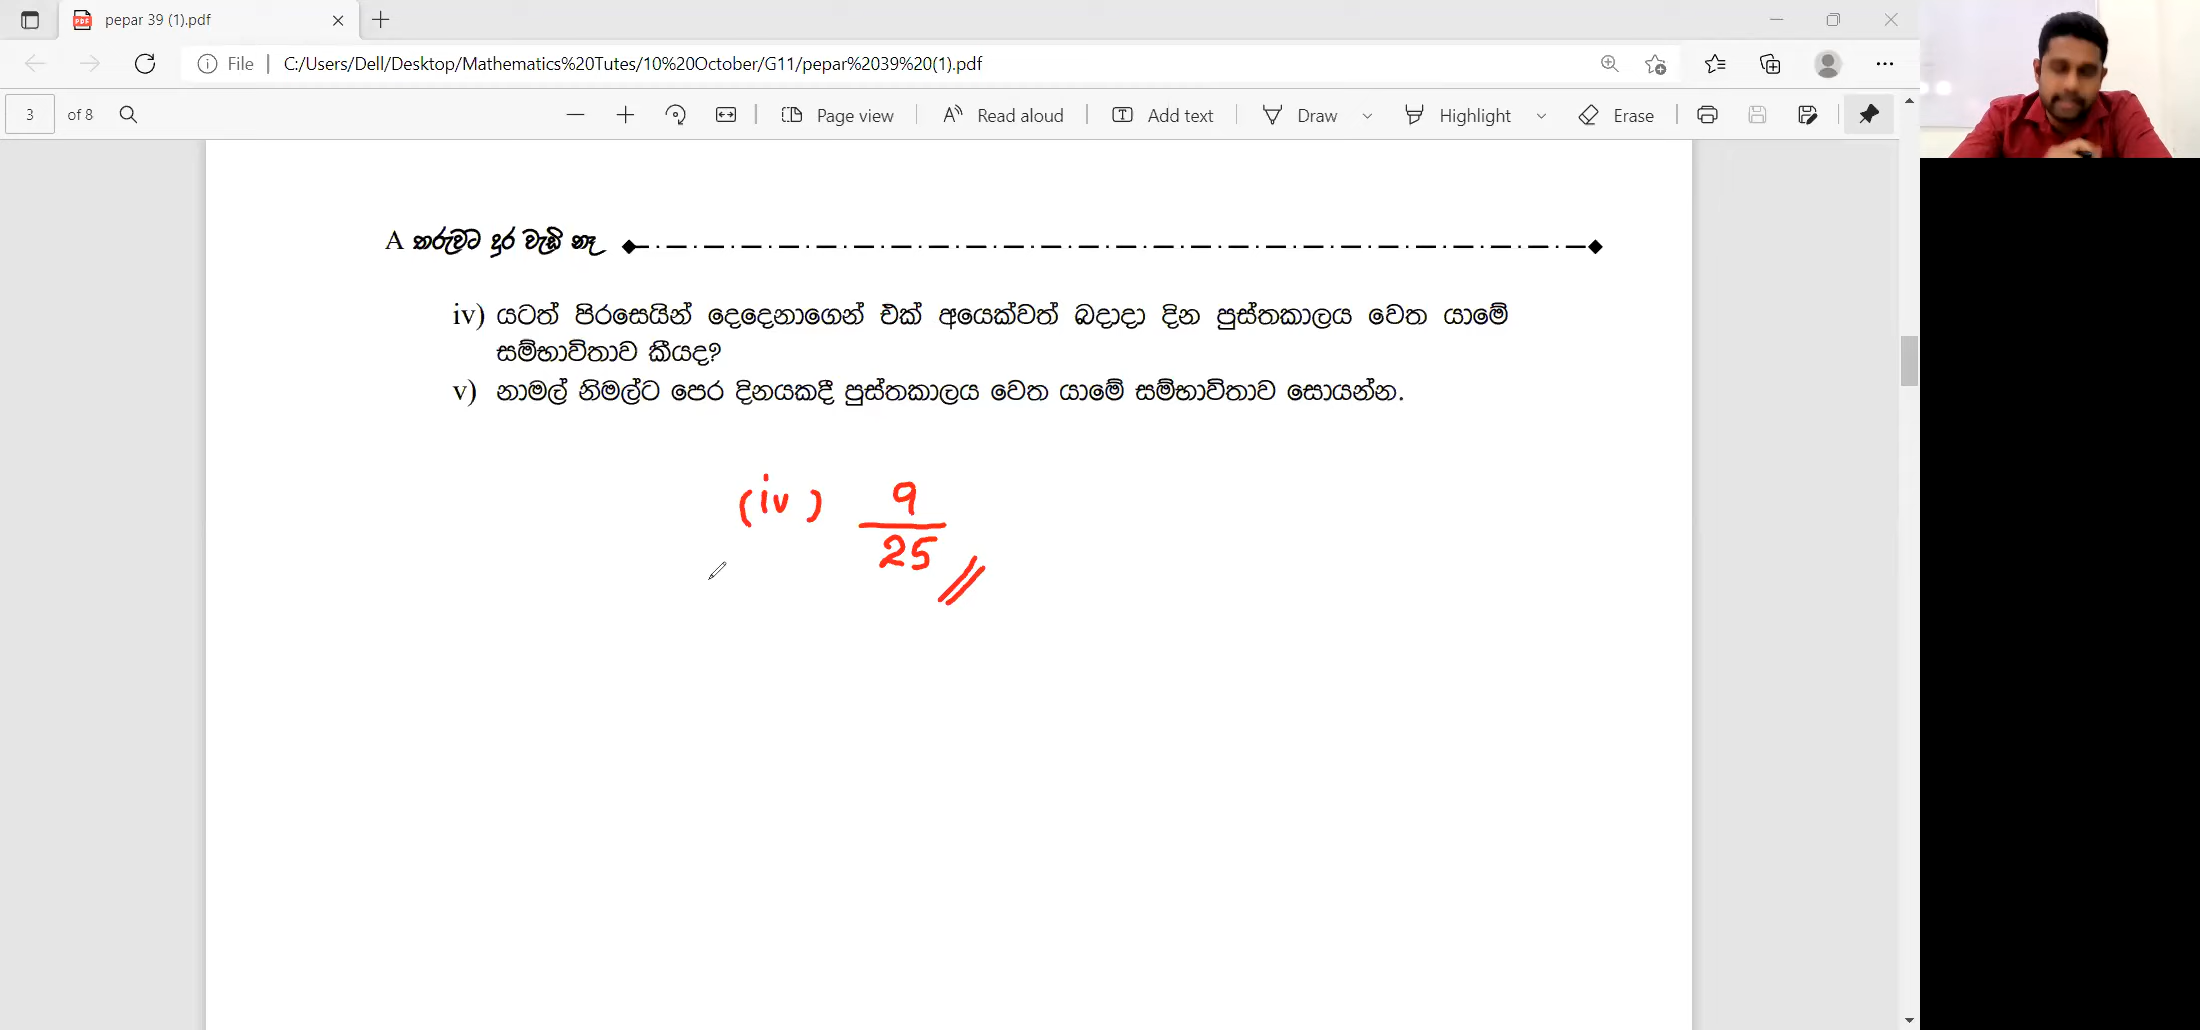 pepar 39 (1).pdf
File | C:/Users/Dell/Desktop/Mathematics%20Tutes/10%20October/G11/pepar%2039%20(1).pdf
3 of 8 Page view Read aloud Add text Draw Highlight Erase
A තරුවට දුර වැඩි නෑ
iv) යටත් පිරසෙයින් දෙදෙනාගෙන් එක් අයෙක්වත් බදාදා දින පුස්තකාලය වෙත යාමේ
සම්භාවිතාව කීයද?
v) නාමල් නිමල්ට පෙර දිනයකදී පුස්තකාලය වෙත යාමේ සම්භාවිතාව සොයන්න.
(iv) 9
25